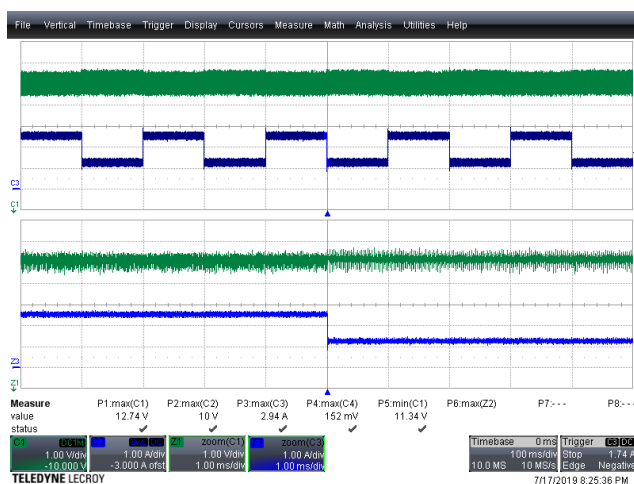 File Vertical Timebase Trigger Display Cursors Measure Math Analysis Utilities Help
C3
C1
Z3
Z1
Measure P1:max(C1) P2:max(C2) P3:max(C3) P4:max(C4) P5:min(C1) P6:max(Z2) P7:- - - P8:- - -
value 12.74 V 10 V 2.94 A 152 mV 11.34 V
status
C1 DC1M Z1 zoom(C1) zoom(C3) Timebase 0 ms Trigger C3 DC
1.00 V/div 1.00 A/div 1.00 V/div 1.00 A/div 100 ms/div Stop 1.74 A
-10.000 V -3.000 A ofst 1.00 ms/div 1.00 ms/div 10.0 MS 10 MS/s Edge Negative
TELEDYNE LECROY 7/17/2019 8:25:36 PM